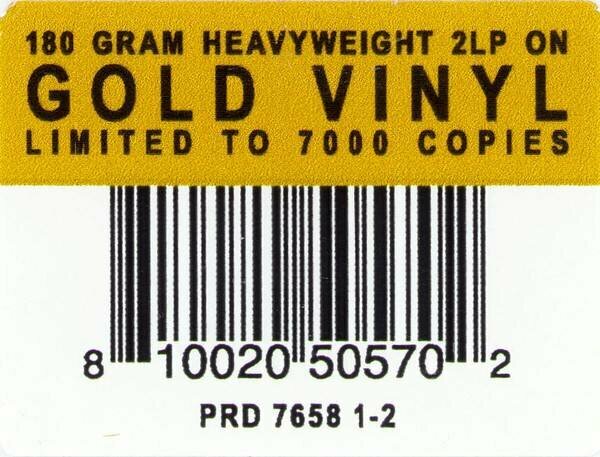 180 GRAM HEAVYWEIGHT 2LP ON
GOLD VINYL
LIMITED TO 7000 COPIES
8 10020 50570 2
PRD 7658 1-2